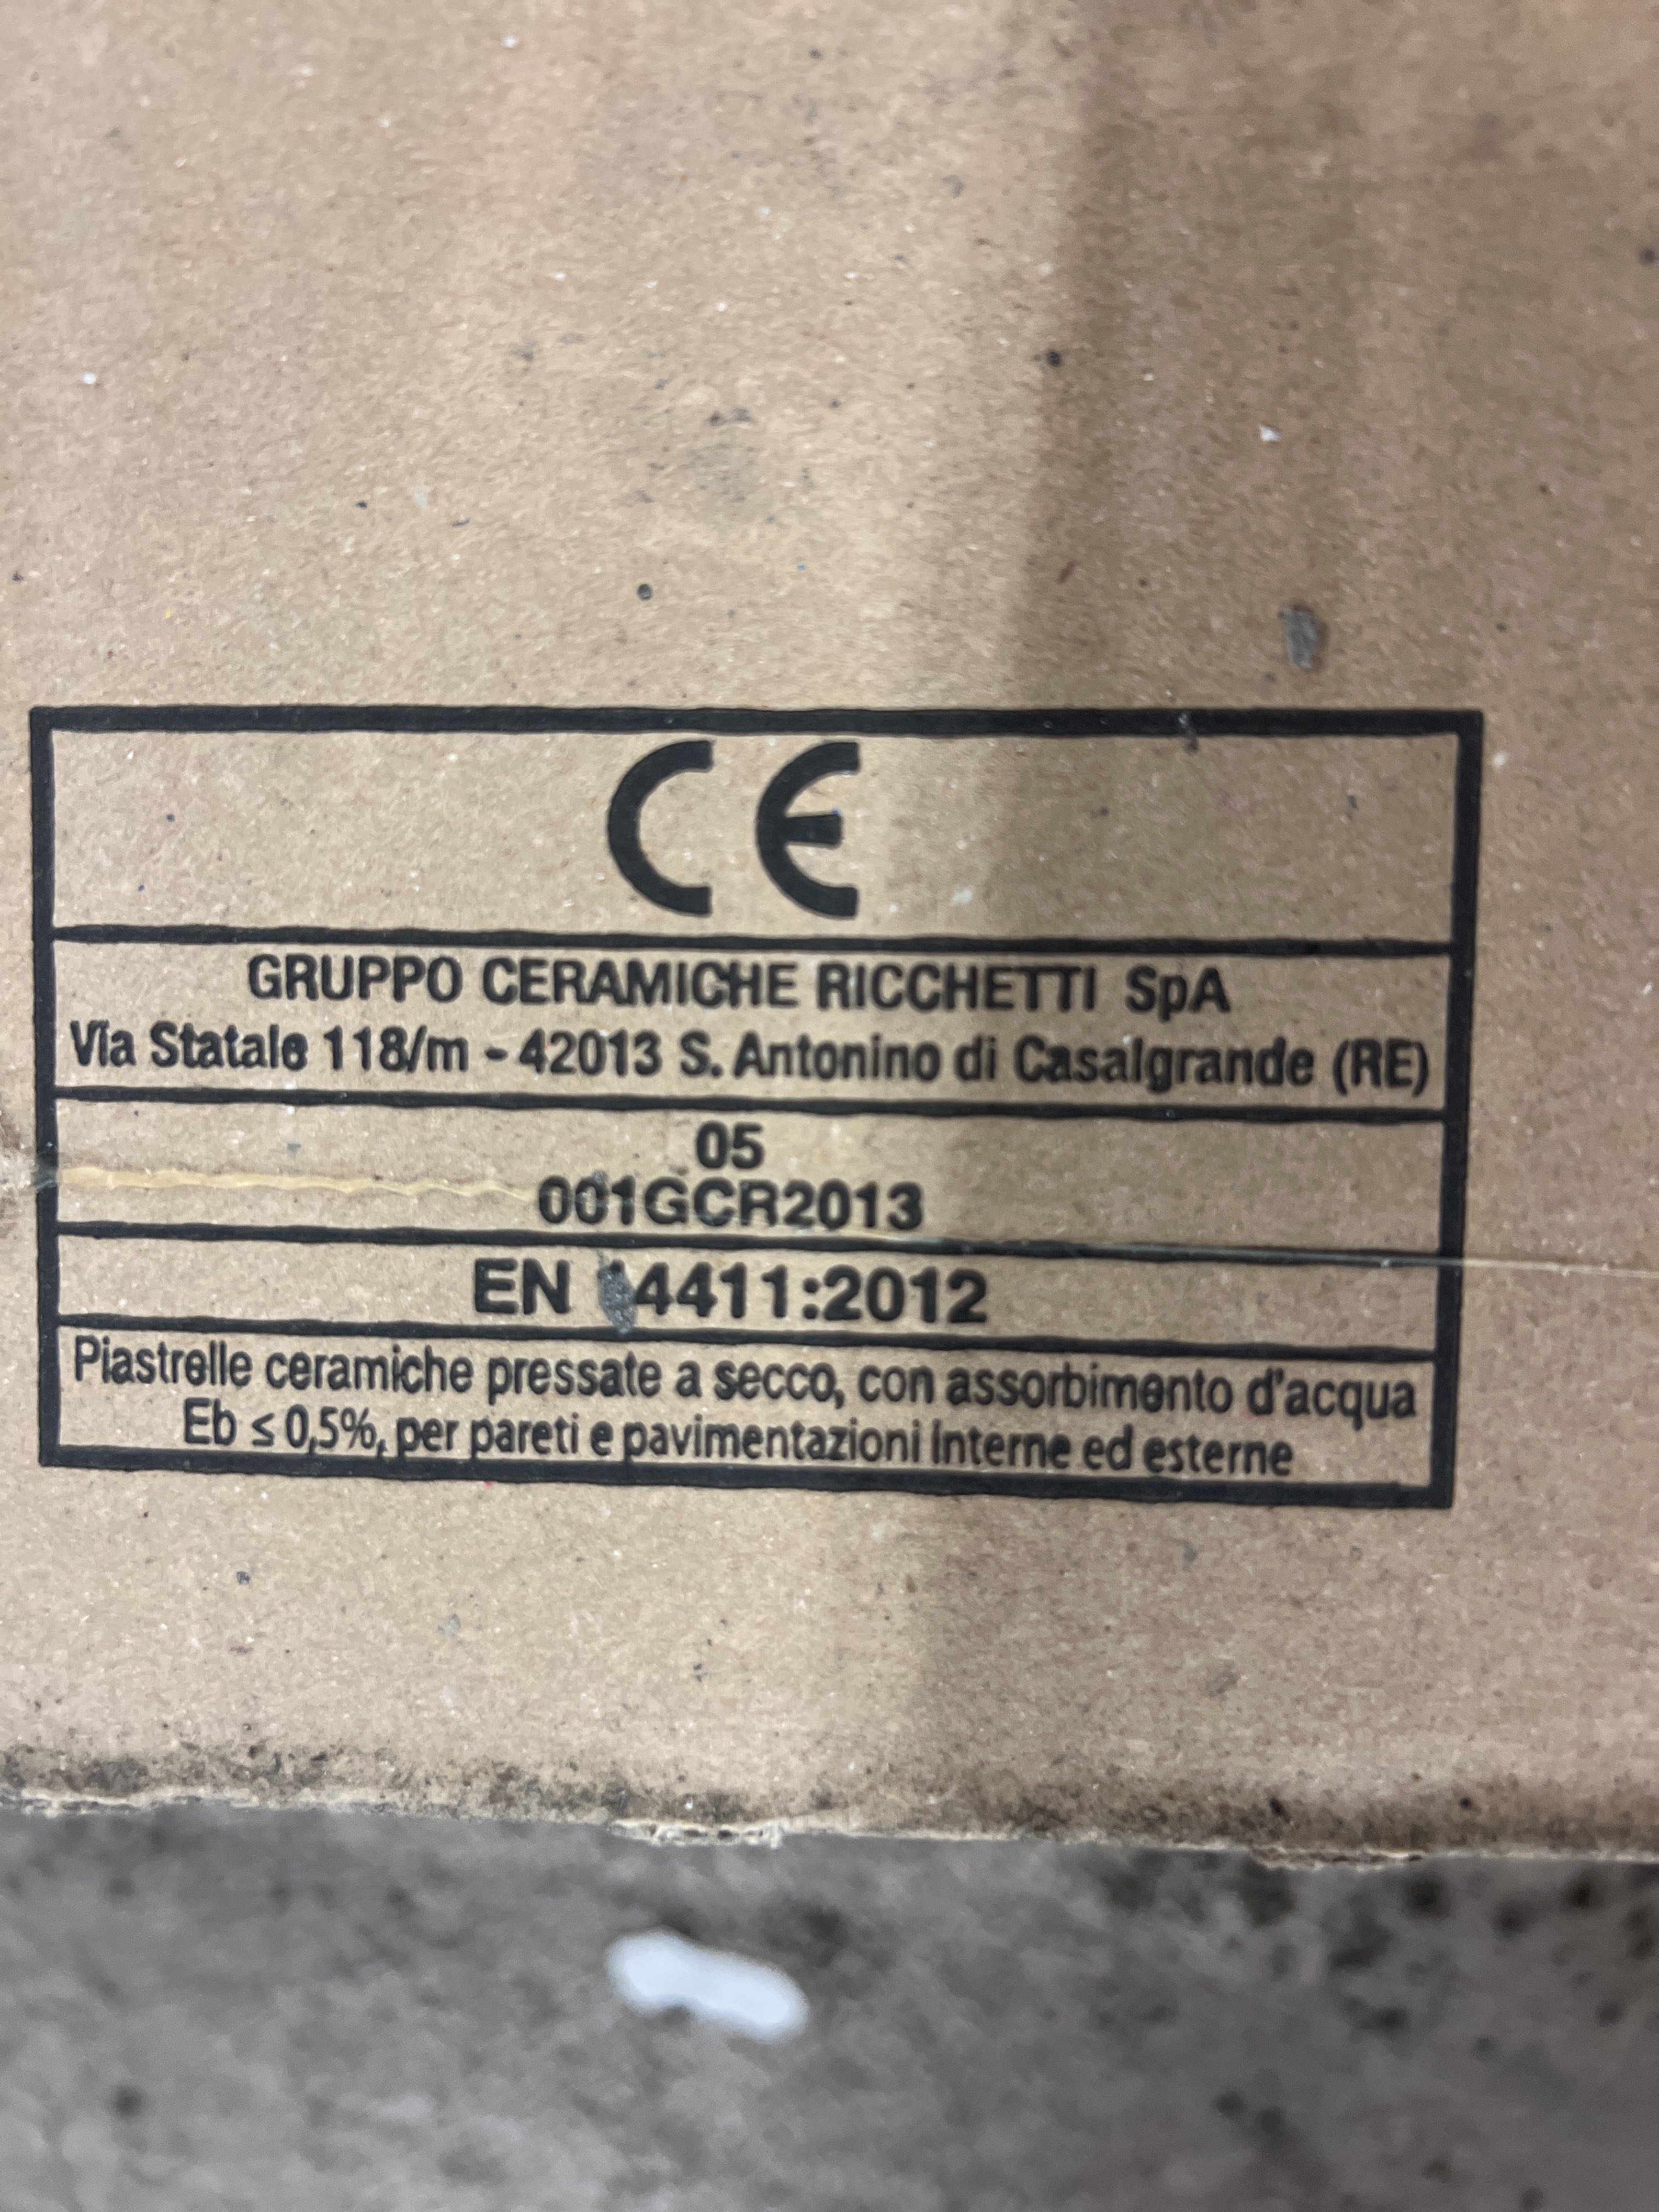 CE
GRUPPO CERAMICHE RICCHETTI SpA
Via Statale 118/m - 42013 S. Antonino di Casalgrande (RE)
05
001GCR2013
EN 14411:2012
Piastrelle ceramiche pressate a secco, con assorbimento d'acqua
Eb ≤ 0,5%, per pareti e pavimentazioni interne ed esterne